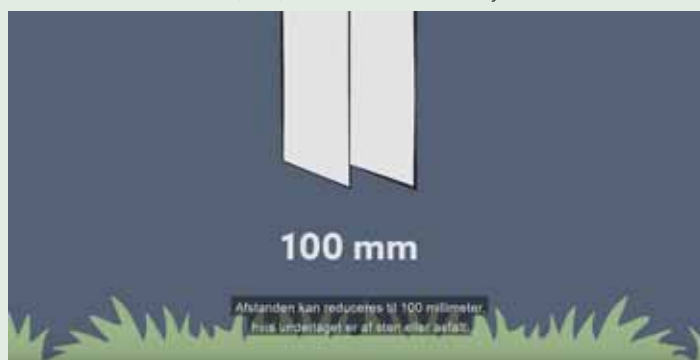 100 mm
Afstanden kan reduceres til 100 millimeter,
hvis underlaget er af sten eller asfalt.